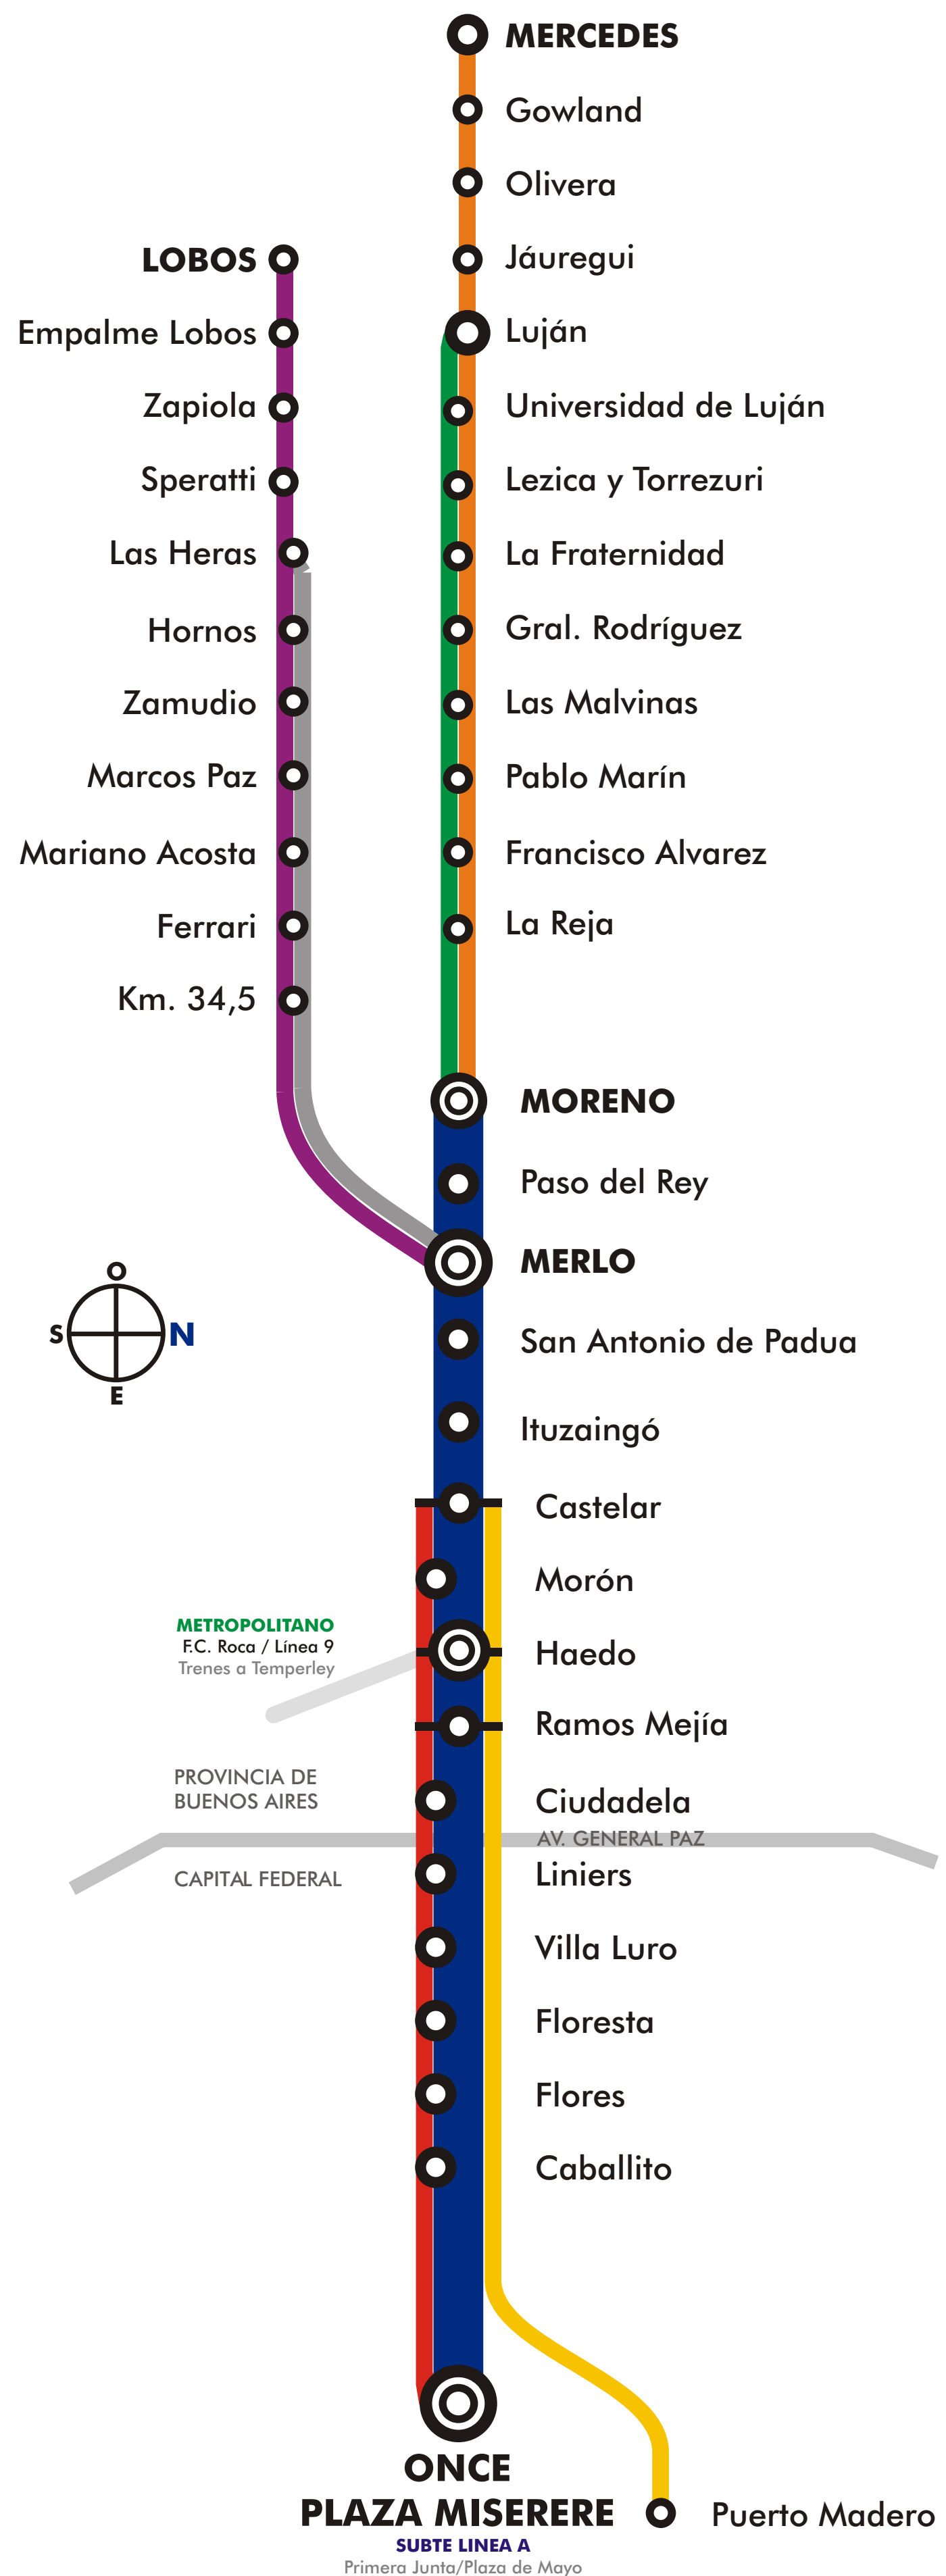 MERCEDES
Gowland
Olivera
Jáuregui
Luján
Universidad de Luján
Lezica y Torrezuri
La Fraternidad
Gral. Rodríguez
Las Malvinas
Pablo Marín
Francisco Alvarez
La Reja
LOBOS
Empalme Lobos
Zapiola
Speratti
Las Heras
Hornos
Zamudio
Marcos Paz
Mariano Acosta
Ferrari
Km. 34,5
MORENO
Paso del Rey
MERLO
San Antonio de Padua
Ituzaingó
O
S
N
E
Castelar
Morón
Haedo
Ramos Mejía
METROPOLITANO
F.C. Roca / Línea 9
Trenes a Temperley
PROVINCIA DE
BUENOS AIRES
Ciudadela
AV. GENERAL PAZ
CAPITAL FEDERAL
Liniers
Villa Luro
Floresta
Flores
Caballito
ONCE
PLAZA MISERERE
SUBTE LINEA A
Primera Junta/Plaza de Mayo
Puerto Madero